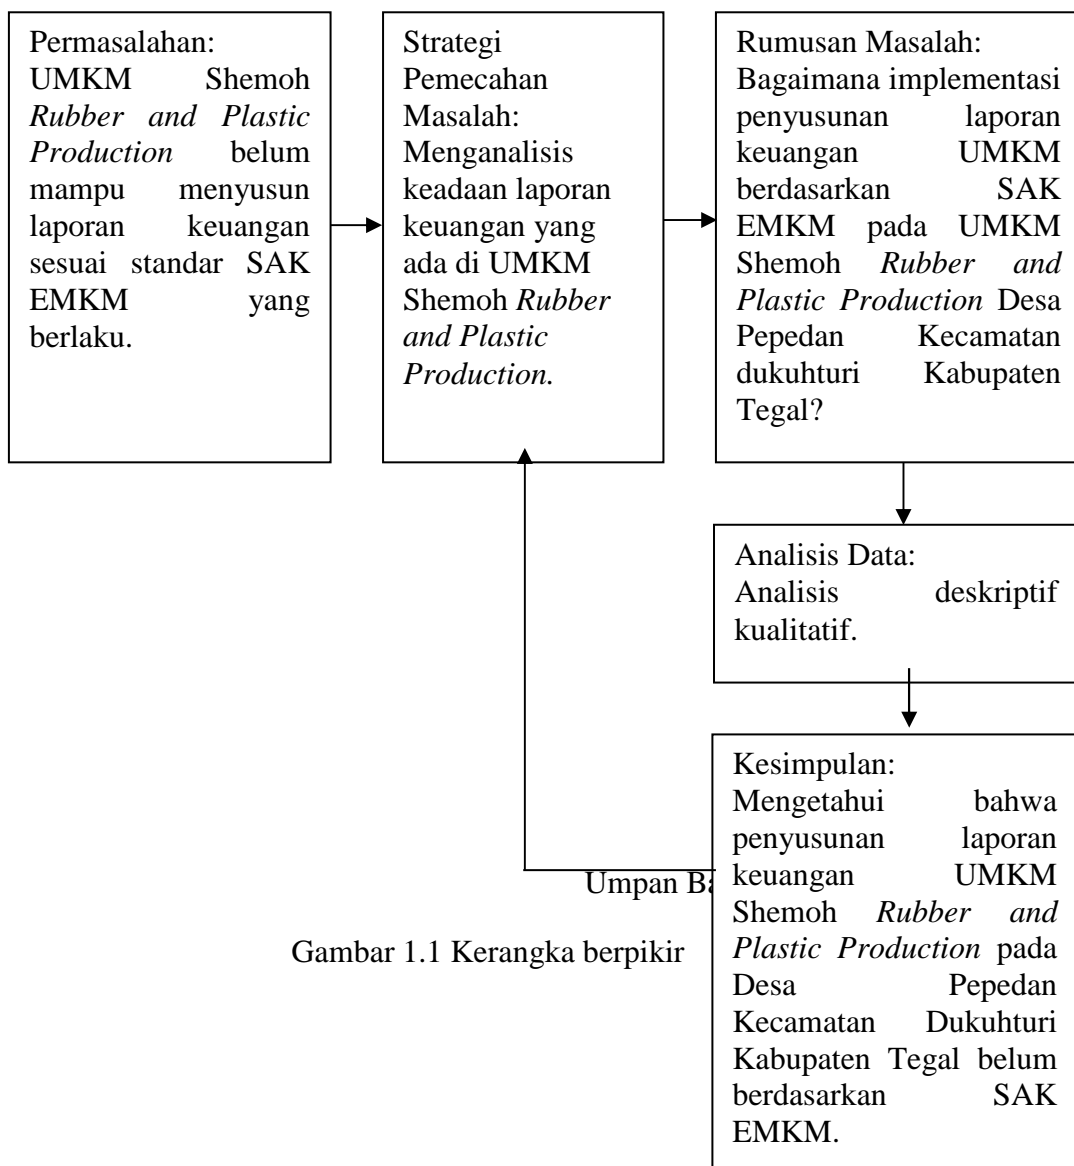 Permasalahan:
UMKM Shemoh
Rubber and Plastic
Production belum
mampu menyusun
laporan keuangan
sesuai standar SAK
EMKM yang
berlaku.
Strategi
Pemecahan
Masalah:
Menganalisis
keadaan laporan
keuangan yang
ada di UMKM
Shemoh Rubber
and Plastic
Production.
Rumusan Masalah:
Bagaimana implementasi
penyusunan laporan
keuangan UMKM
berdasarkan SAK
EMKM pada UMKM
Shemoh Rubber and
Plastic Production Desa
Pepedan Kecamatan
dukuhturi Kabupaten
Tegal?
Analisis Data:
Analisis deskriptif
kualitatif.
Kesimpulan:
Mengetahui bahwa
penyusunan laporan
keuangan UMKM
Shemoh Rubber and
Plastic Production pada
Desa Pepedan
Kecamatan Dukuhturi
Kabupaten Tegal belum
berdasarkan SAK
EMKM.
Umpan
Gambar 1.1 Kerangka berpikir